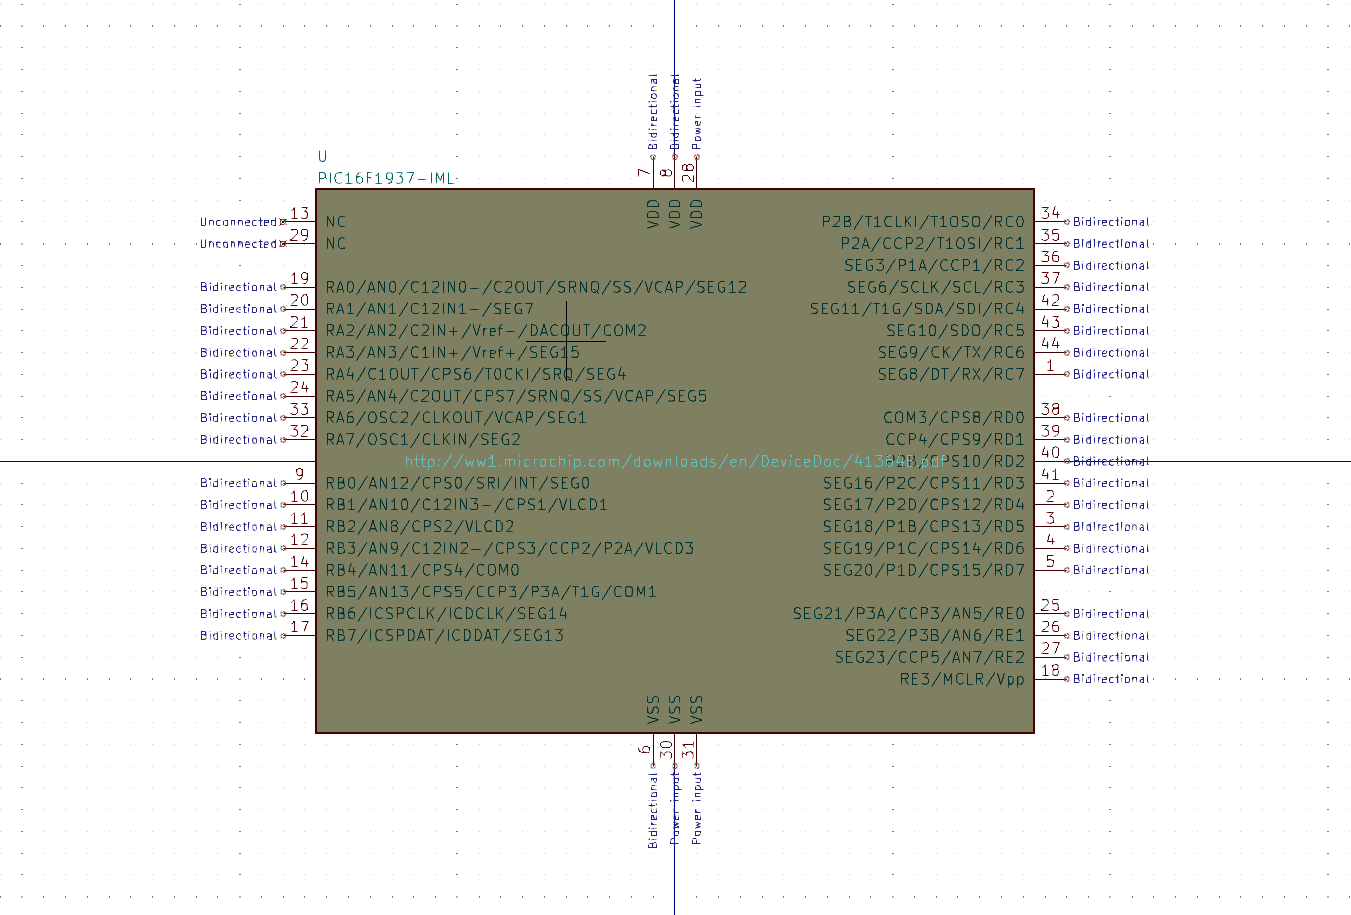 Bidirectional Bidirectional Power input
7 8 28
U
PIC16F1937-IML
VDD VDD VDD
Unconnected 13 NC P2B/T1CLKI/T1OSO/RC0 34 Bidirectional
Unconnected 29 NC P2A/CCP2/T1OSI/RC1 35 Bidirectional
SEG3/P1A/CCP1/RC2 36 Bidirectional
Bidirectional 19 RA0/AN0/C12IN0-/C2OUT/SRNQ/SS/VCAP/SEG12 SEG6/SCLK/SCL/RC3 37 Bidirectional
Bidirectional 20 RA1/AN1/C12IN1-/SEG7 SEG11/T1G/SDA/SDI/RC4 42 Bidirectional
Bidirectional 21 RA2/AN2/C2IN+/Vref-/DACOUT/COM2 SEG10/SDO/RC5 43 Bidirectional
Bidirectional 22 RA3/AN3/C1IN+/Vref+/SEG15 SEG9/CK/TX/RC6 44 Bidirectional
Bidirectional 23 RA4/C1OUT/CPS6/T0CKI/SRQ/SEG4 SEG8/DT/RX/RC7 1 Bidirectional
Bidirectional 24 RA5/AN4/C2OUT/CPS7/SRNQ/SS/VCAP/SEG5
Bidirectional 33 RA6/OSC2/CLKOUT/VCAP/SEG1 COM3/CPS8/RD0 38 Bidirectional
Bidirectional 32 RA7/OSC1/CLKIN/SEG2 CCP4/CPS9/RD1 39 Bidirectional
http://ww1.microchip.com/downloads/en/DeviceDoc/ P2B/CPS10/RD2 40 Bidirectional
Bidirectional 9 RB0/AN12/CPS0/SRI/INT/SEG0 SEG16/P2C/CPS11/RD3 41 Bidirectional
Bidirectional 10 RB1/AN10/C12IN3-/CPS1/VLCD1 SEG17/P2D/CPS12/RD4 2 Bidirectional
Bidirectional 11 RB2/AN8/CPS2/VLCD2 SEG18/P1B/CPS13/RD5 3 Bidirectional
Bidirectional 12 RB3/AN9/C12IN2-/CPS3/CCP2/P2A/VLCD3 SEG19/P1C/CPS14/RD6 4 Bidirectional
Bidirectional 14 RB4/AN11/CPS4/COM0 SEG20/P1D/CPS15/RD7 5 Bidirectional
Bidirectional 15 RB5/AN13/CPS5/CCP3/P3A/T1G/COM1
Bidirectional 16 RB6/ICSPCLK/ICDCLK/SEG14 SEG21/P3A/CCP3/AN5/RE0 25 Bidirectional
Bidirectional 17 RB7/ICSPDAT/ICDDAT/SEG13 SEG22/P3B/AN6/RE1 26 Bidirectional
SEG23/CCP5/AN7/RE2 27 Bidirectional
RE3/MCLR/Vpp 18 Bidirectional
VSS VSS VSS
6 30 31
Bidirectional Power input Power input